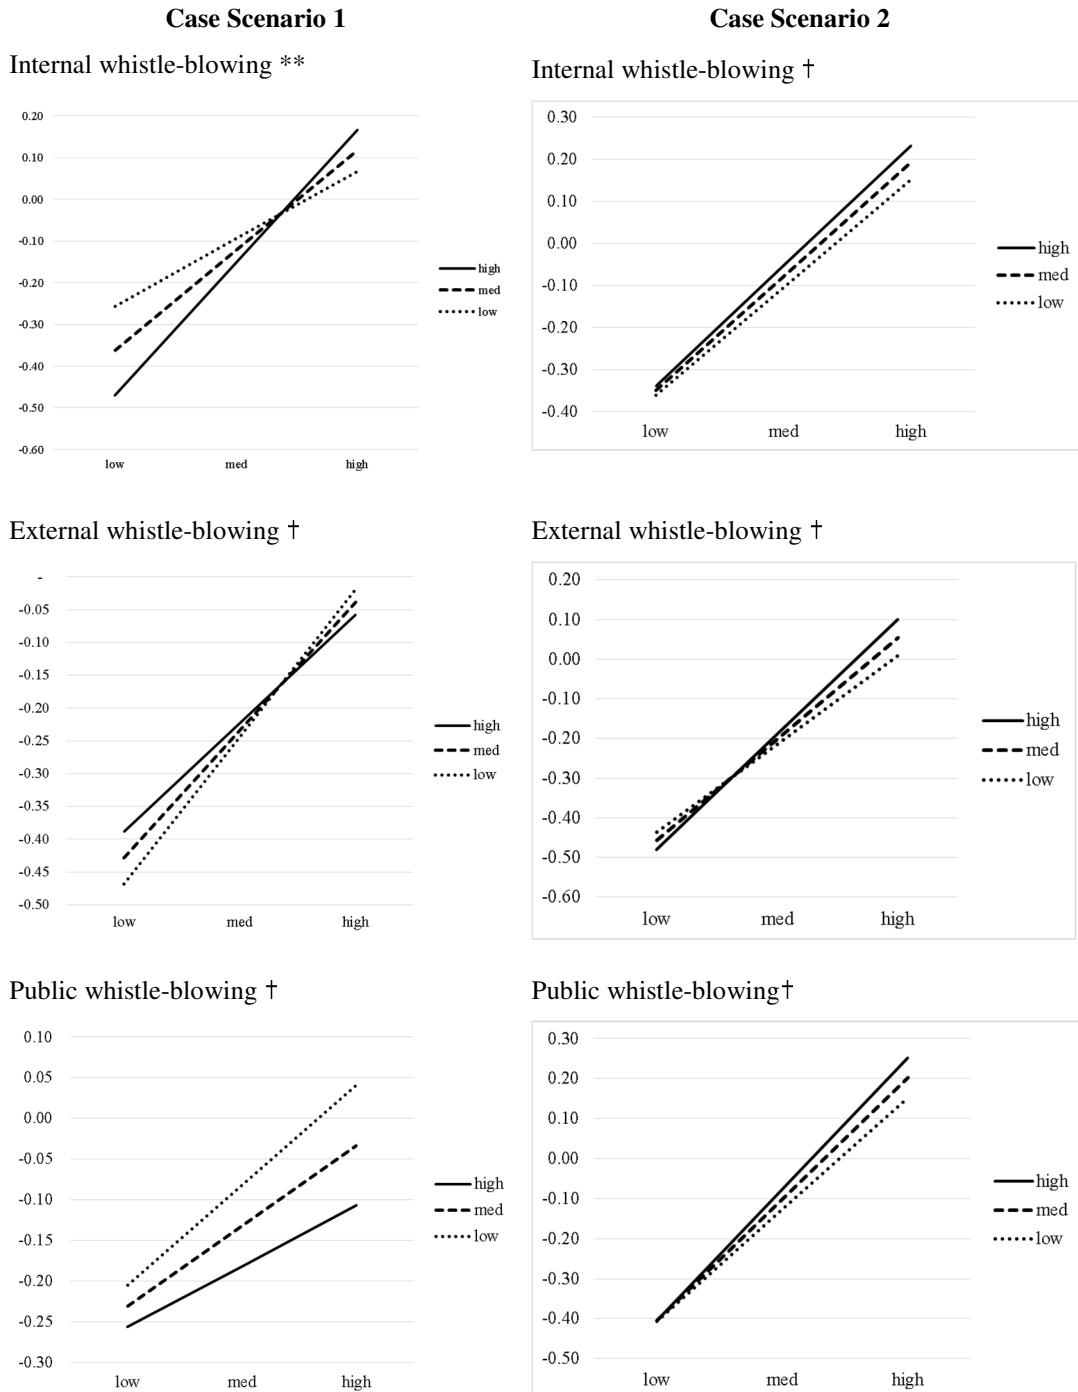 Case Scenario 1
Case Scenario 2
Internal whistle-blowing **
0.20
0.10
0.00
-0.10
-0.20
-0.30
-0.40
-0.50
-0.60
low med high
high
med
low
Internal whistle-blowing †
0.30
0.20
0.10
0.00
-0.10
-0.20
-0.30
-0.40
low med high
high
med
low
External whistle-blowing †
-
-0.05
-0.10
-0.15
-0.20
-0.25
-0.30
-0.35
-0.40
-0.45
-0.50
low med high
high
med
low
External whistle-blowing †
0.20
0.10
0.00
-0.10
-0.20
-0.30
-0.40
-0.50
-0.60
low med high
high
med
low
Public whistle-blowing †
0.10
0.05
0.00
-0.05
-0.10
-0.15
-0.20
-0.25
-0.30
low med high
high
med
low
Public whistle-blowing†
0.30
0.20
0.10
0.00
-0.10
-0.20
-0.30
-0.40
-0.50
low med high
high
med
low